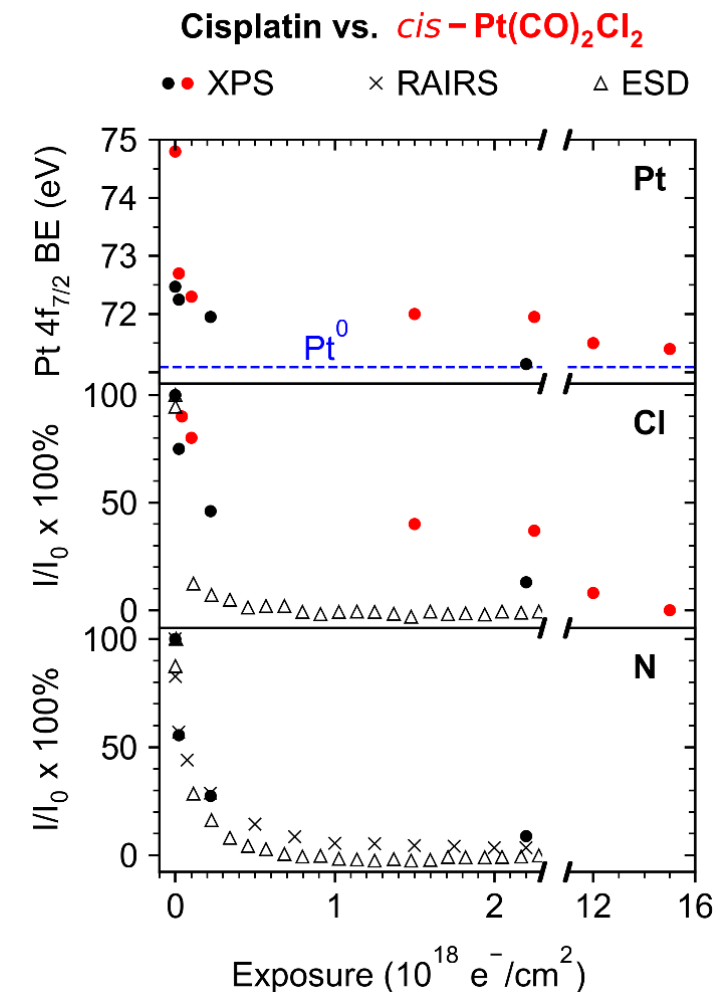 Cisplatin vs. cis – Pt(CO)₂Cl₂
XPS RAIRS ESD
Pt 4f₇/₂ BE (eV)
75
74
73
72
Pt
Pt⁰
I/I₀ x 100%
100
50
0
Cl
I/I₀ x 100%
100
50
0
N
0 1 2 12 16
Exposure (10¹⁸ e⁻/cm²)